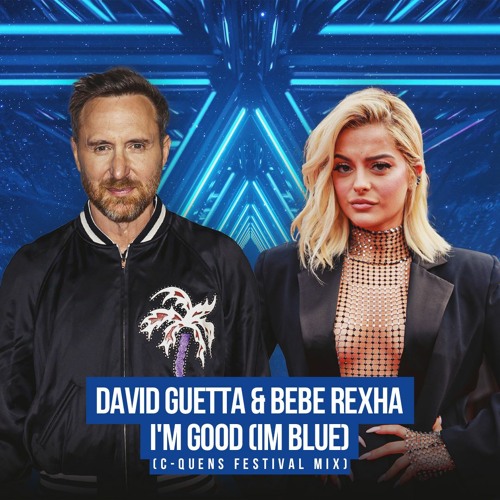 DAVID GUETTA & BEBE REXHA
I'M GOOD (IM BLUE)
(C-QUENS FESTIVAL MIX)